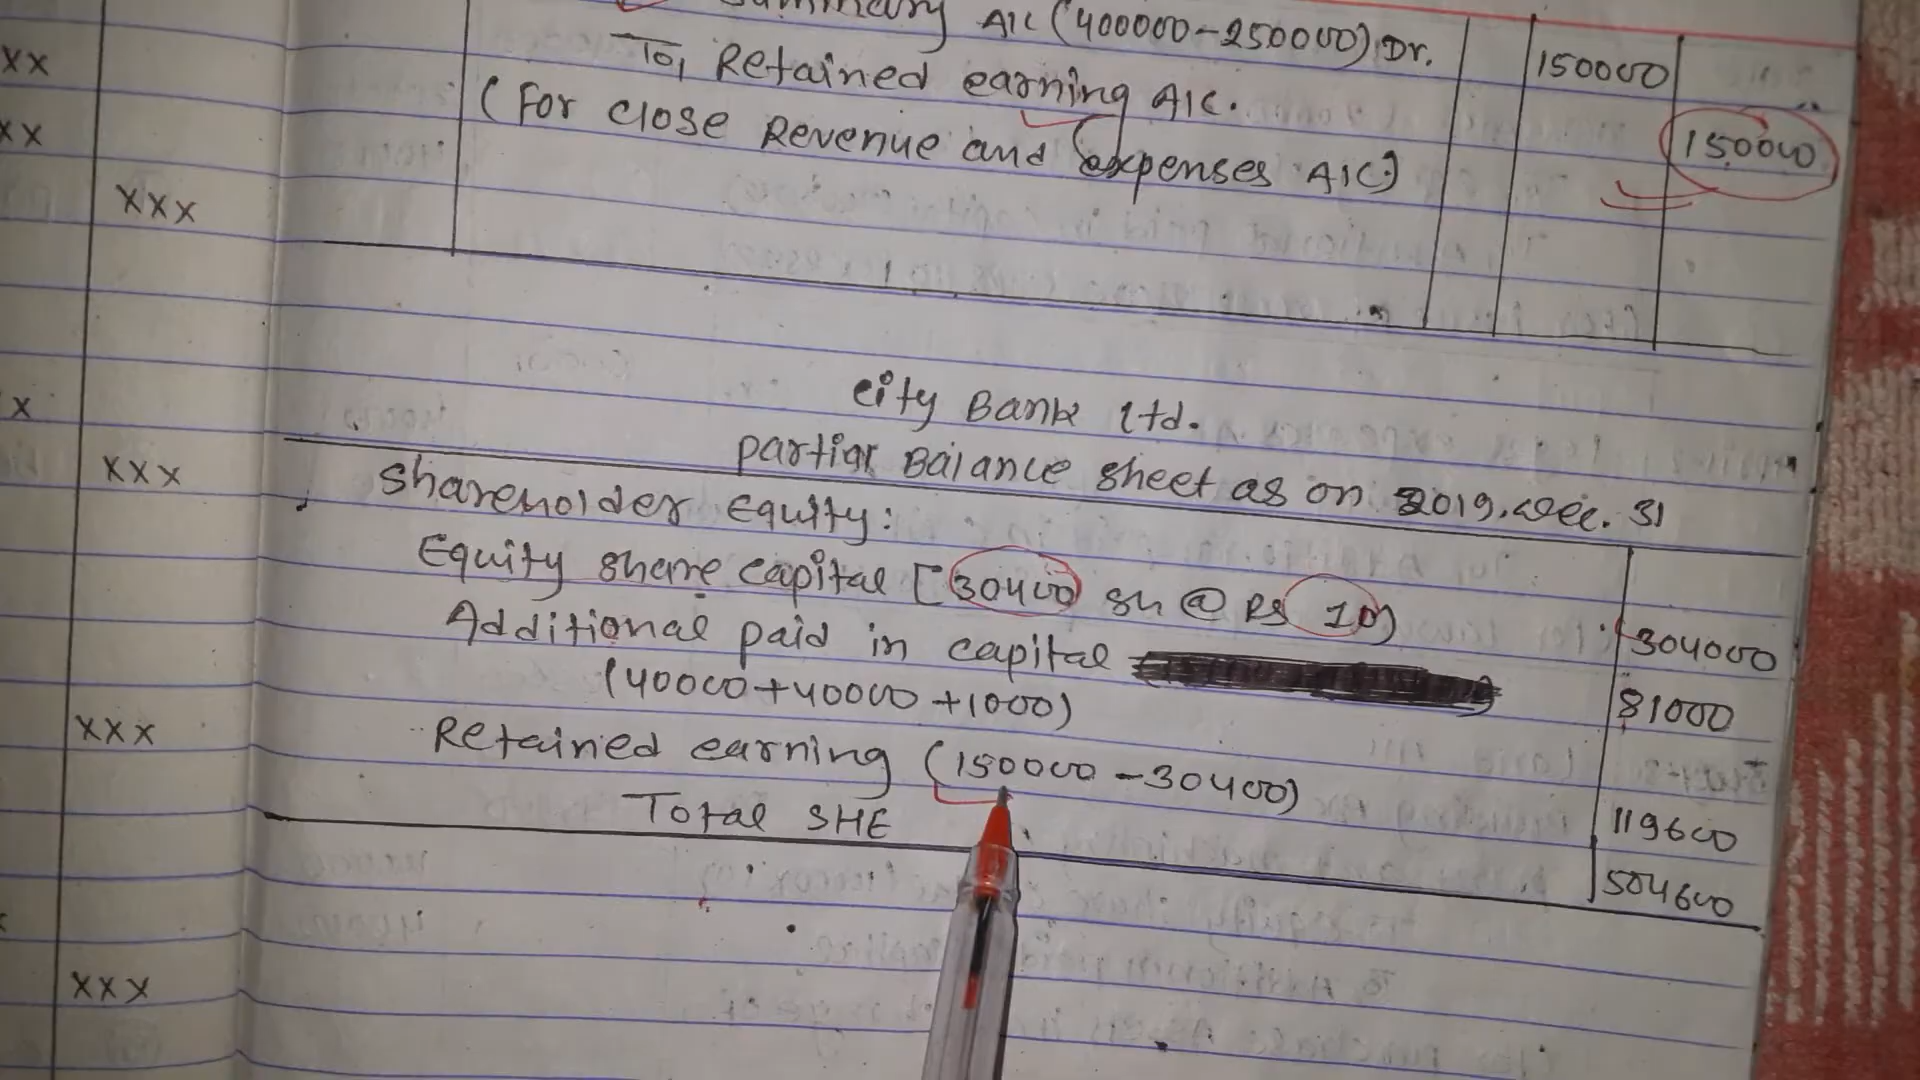 Summary A/C (400000-250000) Dr. 150000
To, Retained earning A/C. 150000
(For close Revenue and expenses A/C)
xx
xx
xxx
City Bank ltd.
x
partial Balance sheet as on 2019. Dec. 31
xxx
Shareholder Equity:
Equity share capital [30400 sh @ Rs 10) 304000
Additional paid in capital 81000
(40000+40000+1000)
xxx
Retained earning (150000-30400) 119600
Total SHE 504600
xxx